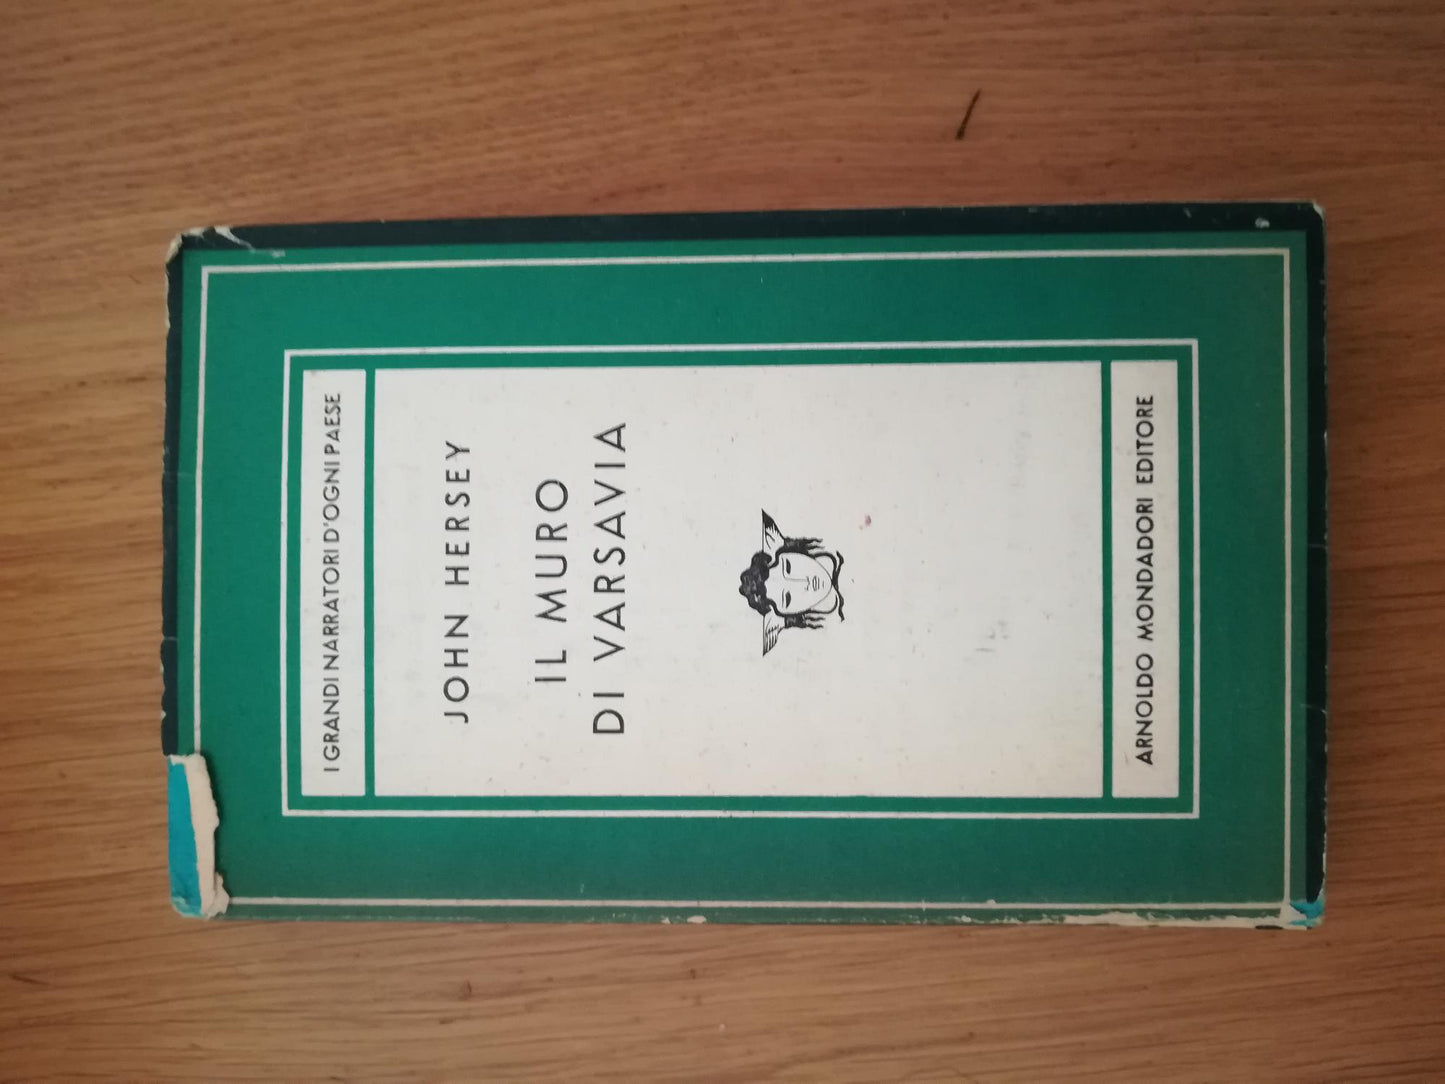 I GRANDI NARRATORI D'OGNI PAESE
JOHN HERSEY
IL MURO
DI VARSAVIA
ARNOLDO MONDADORI EDITORE